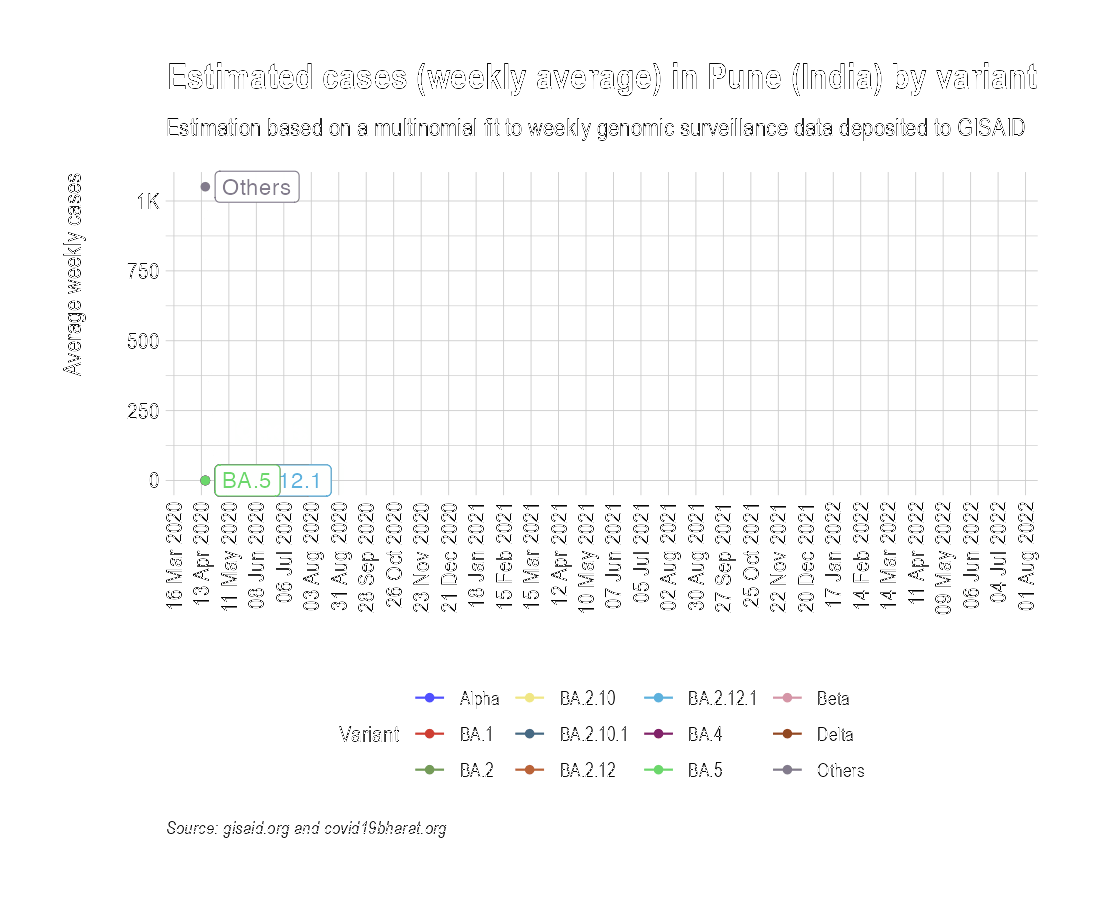 Estimated cases (weekly average) in Pune (India) by variant
Estimation based on a multinomial fit to weekly genomic surveillance data deposited to GISAID
Average weekly cases
1K
750
500
250
0
Others
BA.5
12.1
16 Mar 2020
13 Apr 2020
11 May 2020
08 Jun 2020
06 Jul 2020
03 Aug 2020
31 Aug 2020
28 Sep 2020
26 Oct 2020
23 Nov 2020
21 Dec 2020
18 Jan 2021
15 Feb 2021
15 Mar 2021
12 Apr 2021
10 May 2021
07 Jun 2021
05 Jul 2021
02 Aug 2021
30 Aug 2021
27 Sep 2021
25 Oct 2021
22 Nov 2021
20 Dec 2021
17 Jan 2022
14 Feb 2022
14 Mar 2022
11 Apr 2022
09 May 2022
06 Jun 2022
04 Jul 2022
01 Aug 2022
Variant
Alpha
BA.1
BA.2
BA.2.10
BA.2.10.1
BA.2.12
BA.2.12.1
BA.4
BA.5
Beta
Delta
Others
Source: gisaid.org and covid19bharat.org